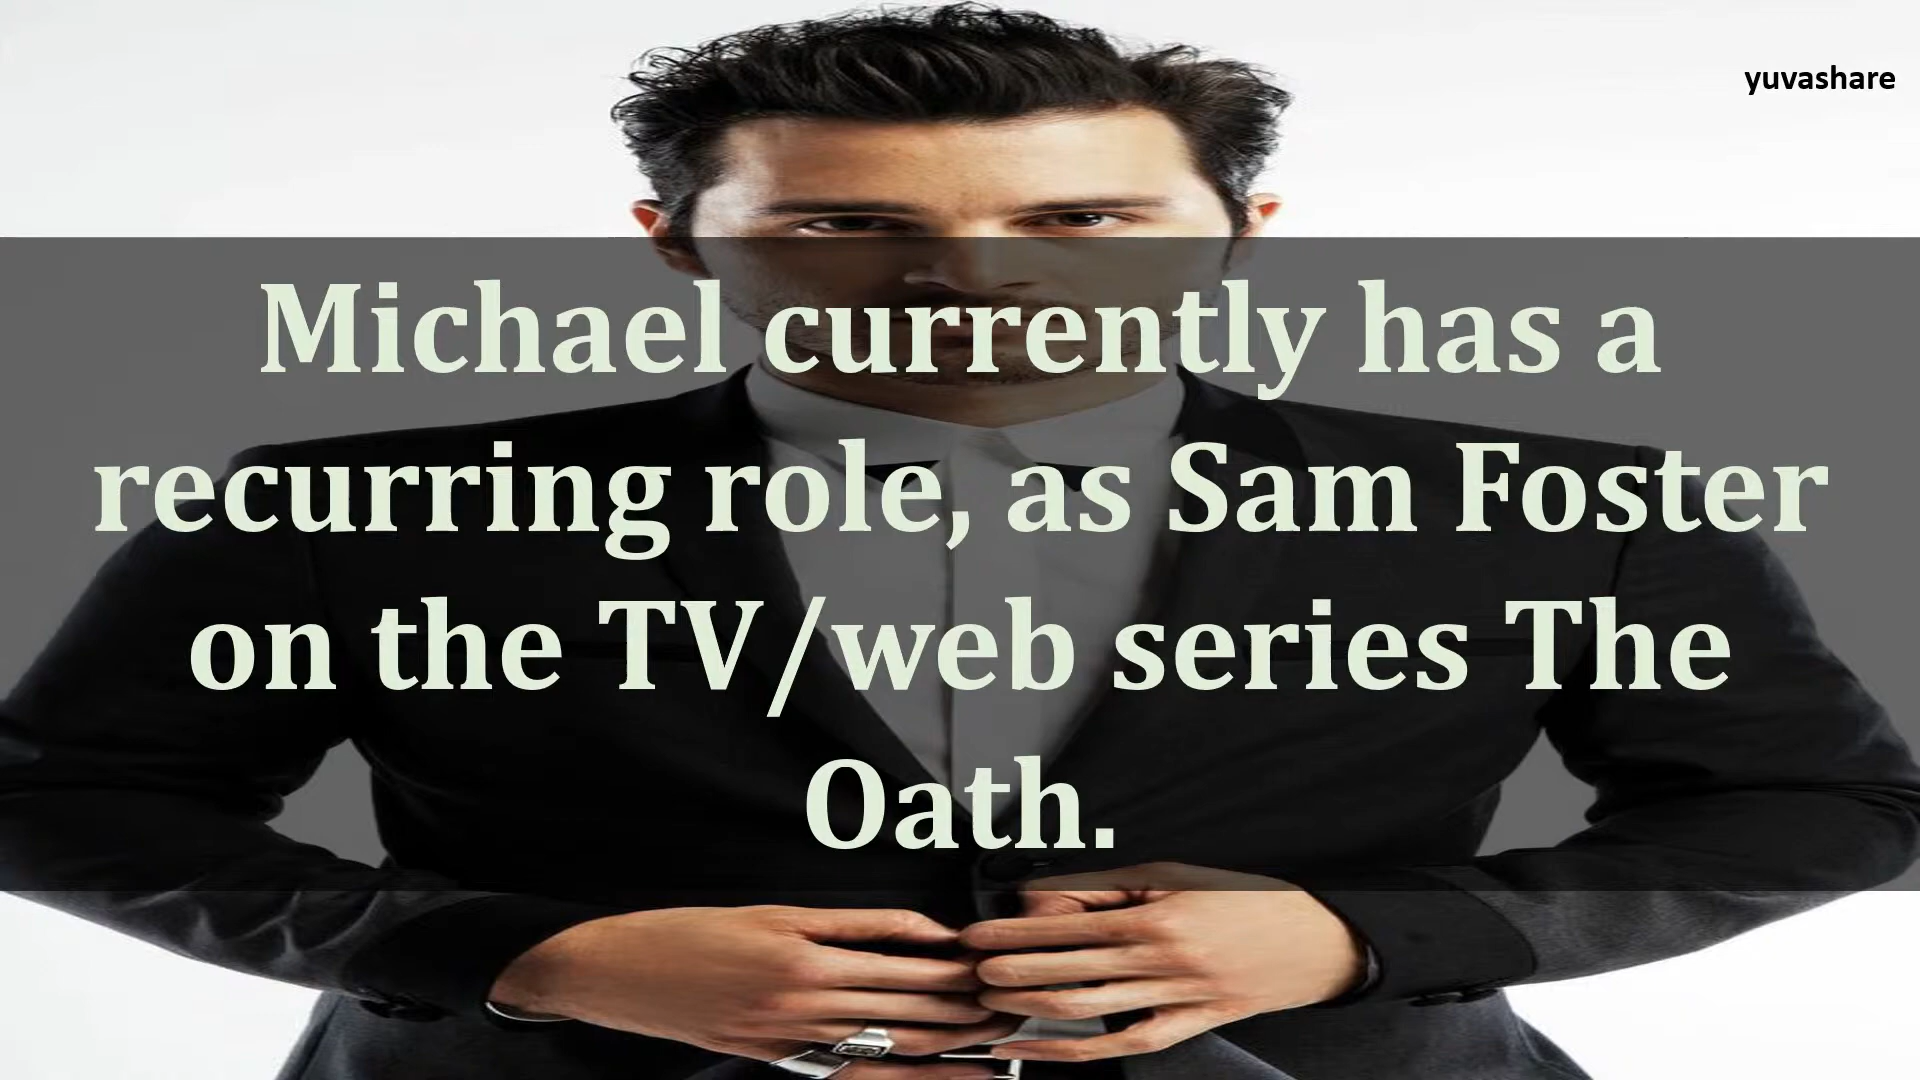 yuvashare
Michael currently has a
recurring role, as Sam Foster
on the TV/web series The
Oath.